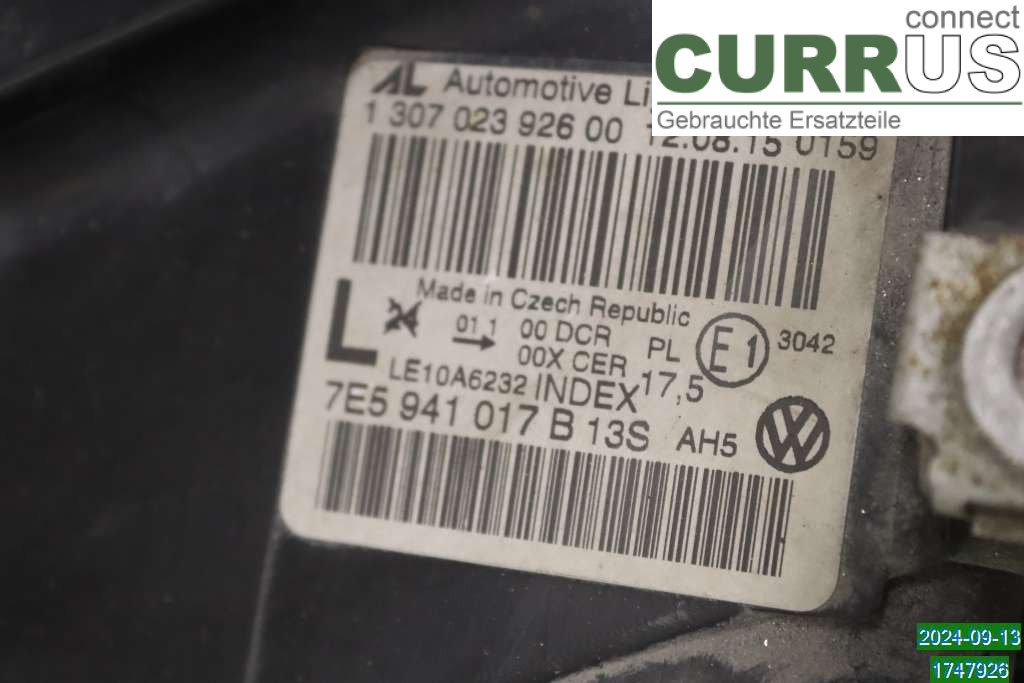 connect
CURRUS
Gebrauchte Ersatzteile
AL Automotive Li
1 307 023 926 00 12.08.15 0159
Made in Czech Republic
L 01,1 00 DCR PL E1 3042
00X CER
LE10A6232 INDEX 17,5
7E5 941 017 B 13S AH5
2024-09-13
1747926